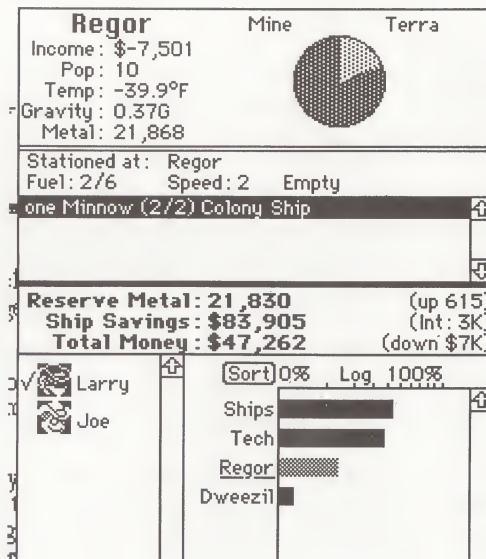 Regor
Mine
Terra
Income: $-7,501
Pop: 10
Temp: -39.9°F
Gravity: 0.37G
Metal: 21,868
Stationed at: Regor
Fuel: 2/6 Speed: 2 Empty
one Minnow (2/2) Colony Ship
Reserve Metal: 21,830 (up 615)
Ship Savings: $83,905 (Int: 3K)
Total Money: $47,262 (down $7K)
√ Larry
Joe
Sort 0% Log 100%
Ships
Tech
Regor
Dweezil